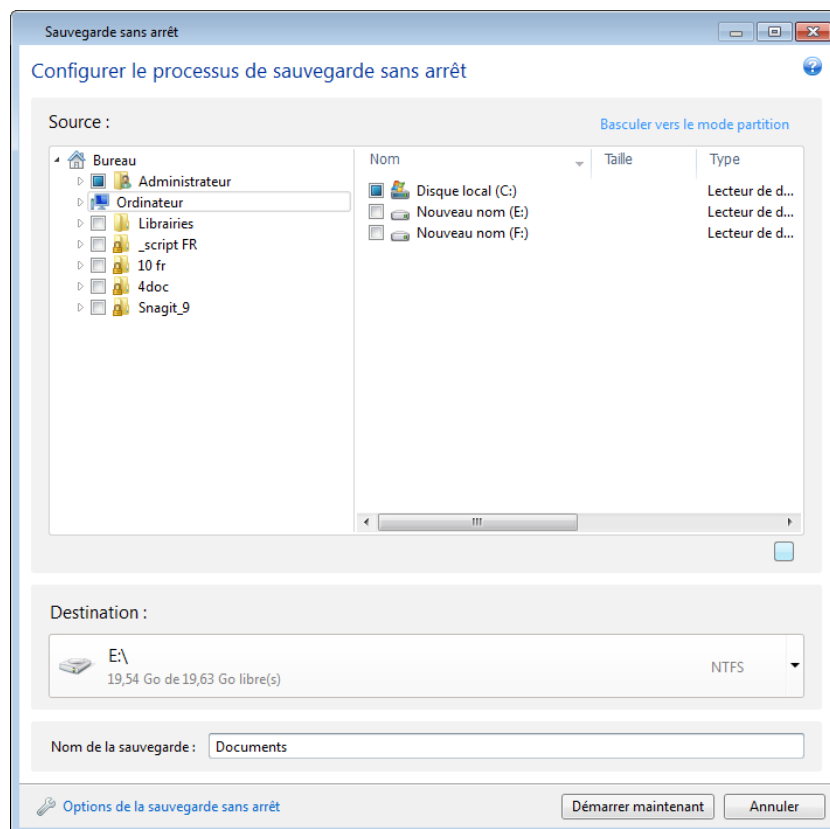 Sauvegarde sans arrêt
Configurer le processus de sauvegarde sans arrêt
Source :
Basculer vers le mode partition
Bureau
Administrateur
Ordinateur
Librairies
_script FR
10 fr
4doc
Snagit_9
Nom Taille Type
Disque local (C:) Lecteur de d...
Nouveau nom (E:) Lecteur de d...
Nouveau nom (F:) Lecteur de d...
Destination :
E:\
19,54 Go de 19,63 Go libre(s)
NTFS
Nom de la sauvegarde : Documents
Options de la sauvegarde sans arrêt
Démarrer maintenant Annuler